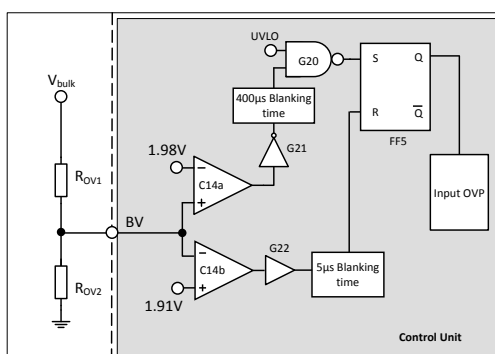 UVLO
G20
S
Q
V_bulk
400µs Blanking
time
R
Q̅
G21
FF5
1.98V
−
C14a
+
R_OV1
Input OVP
BV
G22
−
C14b
+
5µs Blanking
time
R_OV2
1.91V
Control Unit